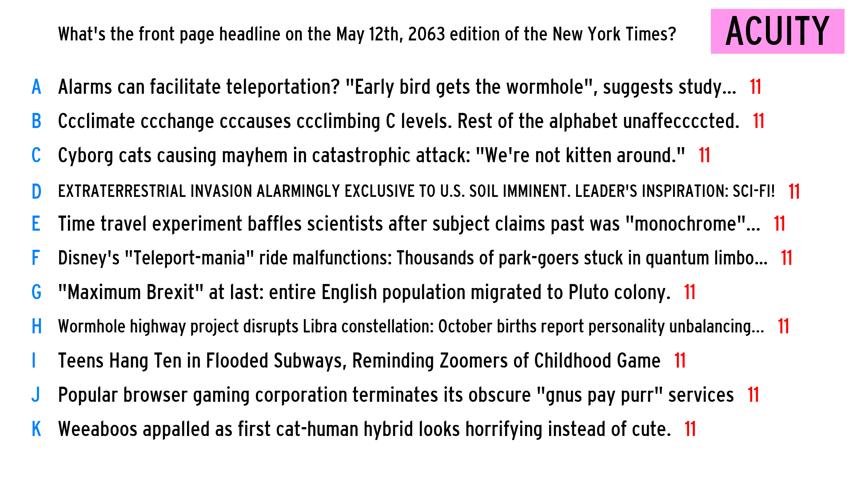 What's the front page headline on the May 12th, 2063 edition of the New York Times?
ACUITY
A Alarms can facilitate teleportation? "Early bird gets the wormhole", suggests study... 11
B Ccclimate ccchange cccauses ccclimbing C levels. Rest of the alphabet unaffecccccted. 11
C Cyborg cats causing mayhem in catastrophic attack: "We're not kitten around." 11
D EXTRATERRESTRIAL INVASION ALARMINGLY EXCLUSIVE TO U.S. SOIL IMMINENT. LEADER'S INSPIRATION: SCI-FI! 11
E Time travel experiment baffles scientists after subject claims past was "monochrome"... 11
F Disney's "Teleport-mania" ride malfunctions: Thousands of park-goers stuck in quantum limbo... 11
G "Maximum Brexit" at last: entire English population migrated to Pluto colony. 11
H Wormhole highway project disrupts Libra constellation: October births report personality unbalancing... 11
I Teens Hang Ten in Flooded Subways, Reminding Zoomers of Childhood Game 11
J Popular browser gaming corporation terminates its obscure "gnus pay purr" services 11
K Weeaboos appalled as first cat-human hybrid looks horrifying instead of cute. 11